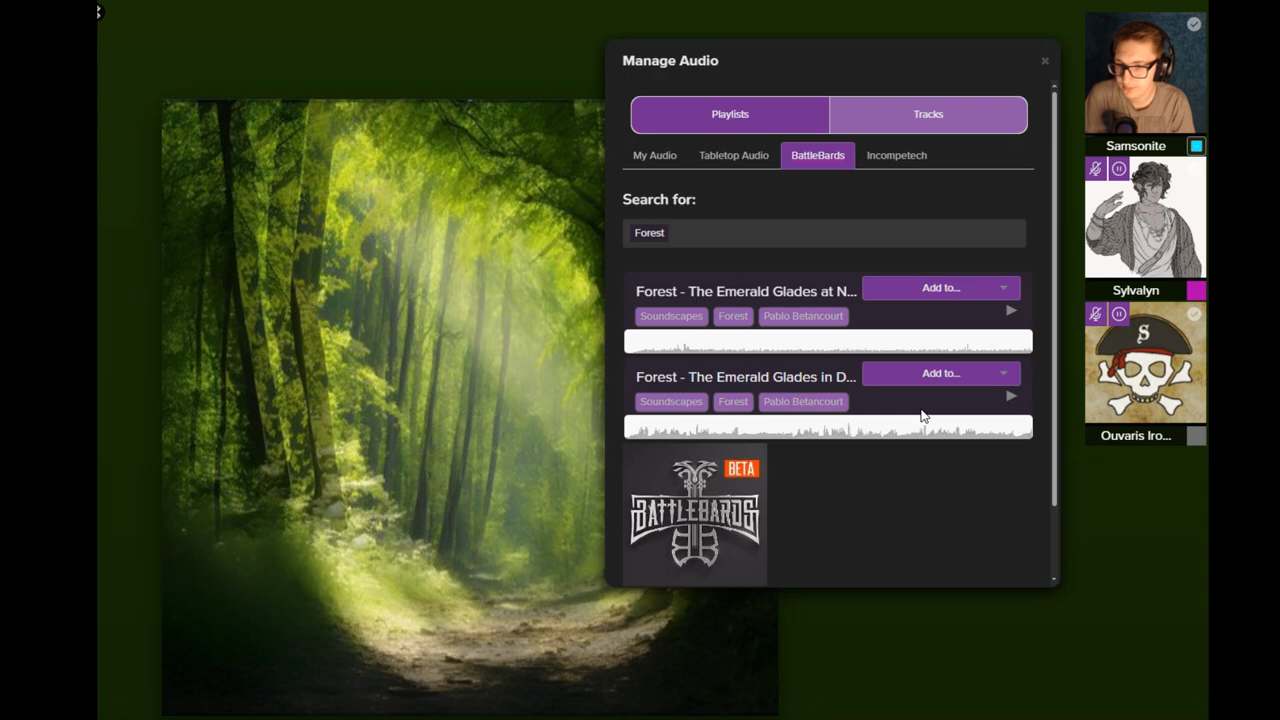 Manage Audio
Playlists
Tracks
My Audio
Tabletop Audio
BattleBards
Incompetech
Search for:
Forest
Forest - The Emerald Glades at N...
Add to...
Soundscapes
Forest
Pablo Betancourt
Forest - The Emerald Glades in D...
Add to...
Soundscapes
Forest
Pablo Betancourt
BETA
BATTLEBARDS
Samsonite
Sylvalyn
S
Ouvaris Iro...